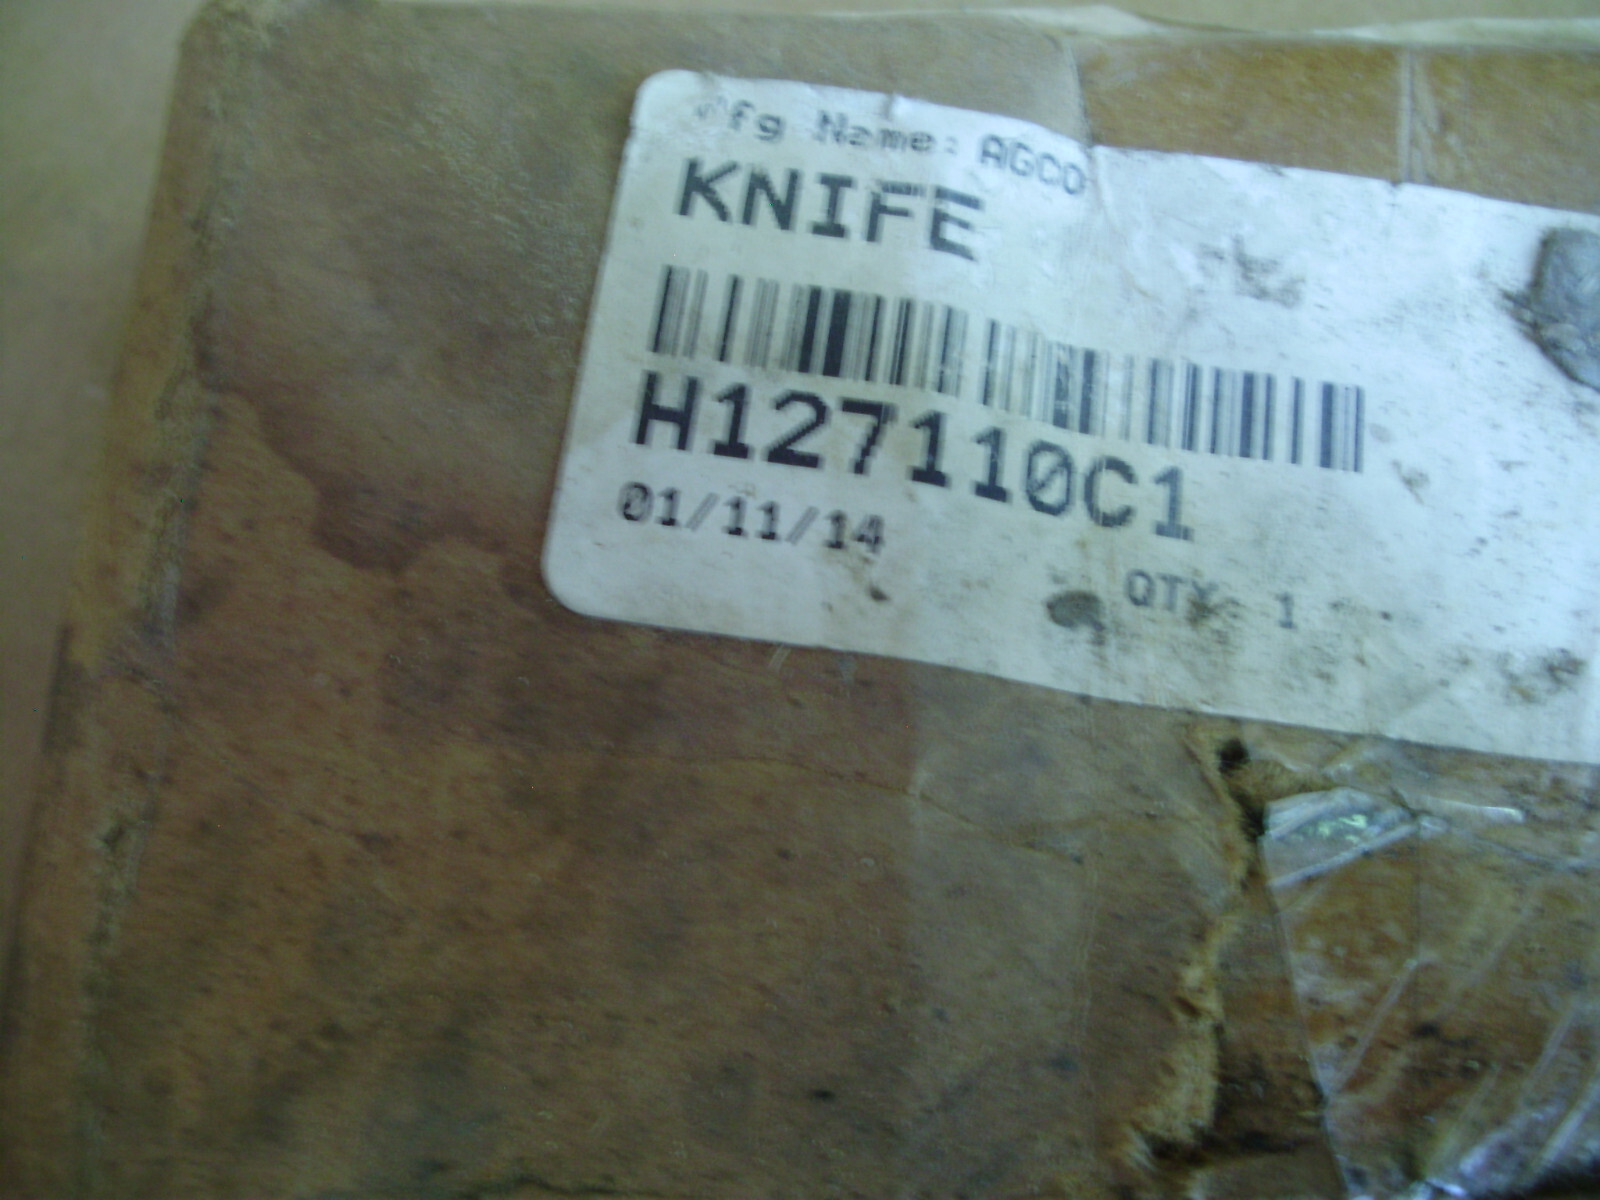 Mfg Name: AGCO
KNIFE
H127110C1
01/11/14
QTY: 1